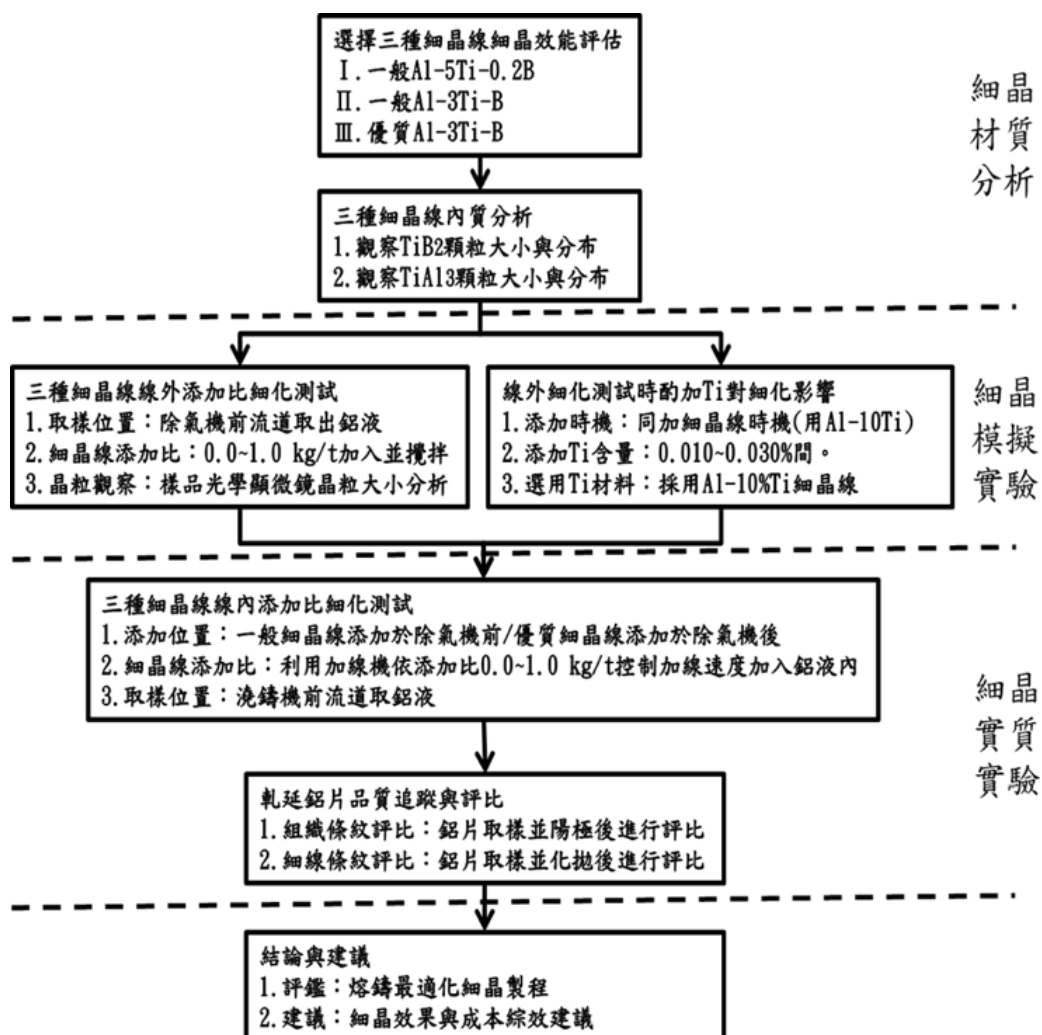 選擇三種細晶線細晶效能評估
Ⅰ.一般Al-5Ti-0.2B
Ⅱ.一般Al-3Ti-B
Ⅲ.優質Al-3Ti-B
細晶
材質
分析
三種細晶線內質分析
1.觀察TiB2顆粒大小與分布
2.觀察TiAl3顆粒大小與分布
三種細晶線線外添加比細化測試
1.取樣位置：除氣機前流道取出鋁液
2.細晶線添加比：0.0~1.0 kg/t加入並攪拌
3.晶粒觀察：樣品光學顯微鏡晶粒大小分析
線外細化測試時酌加Ti對細化影響
1.添加時機：同加細晶線時機(用Al-10Ti)
2.添加Ti含量：0.010~0.030%間。
3.選用Ti材料：採用Al-10%Ti細晶線
細晶
模擬
實驗
三種細晶線線內添加比細化測試
1.添加位置：一般細晶線添加於除氣機前/優質細晶線添加於除氣機後
2.細晶線添加比：利用加線機依添加比0.0~1.0 kg/t控制加線速度加入鋁液內
3.取樣位置：澆鑄機前流道取鋁液
細晶
實質
實驗
軋延鋁片品質追蹤與評比
1.組織條紋評比：鋁片取樣並陽極後進行評比
2.細線條紋評比：鋁片取樣並化拋後進行評比
結論與建議
1.評鑑：熔鑄最適化細晶製程
2.建議：細晶效果與成本綜效建議